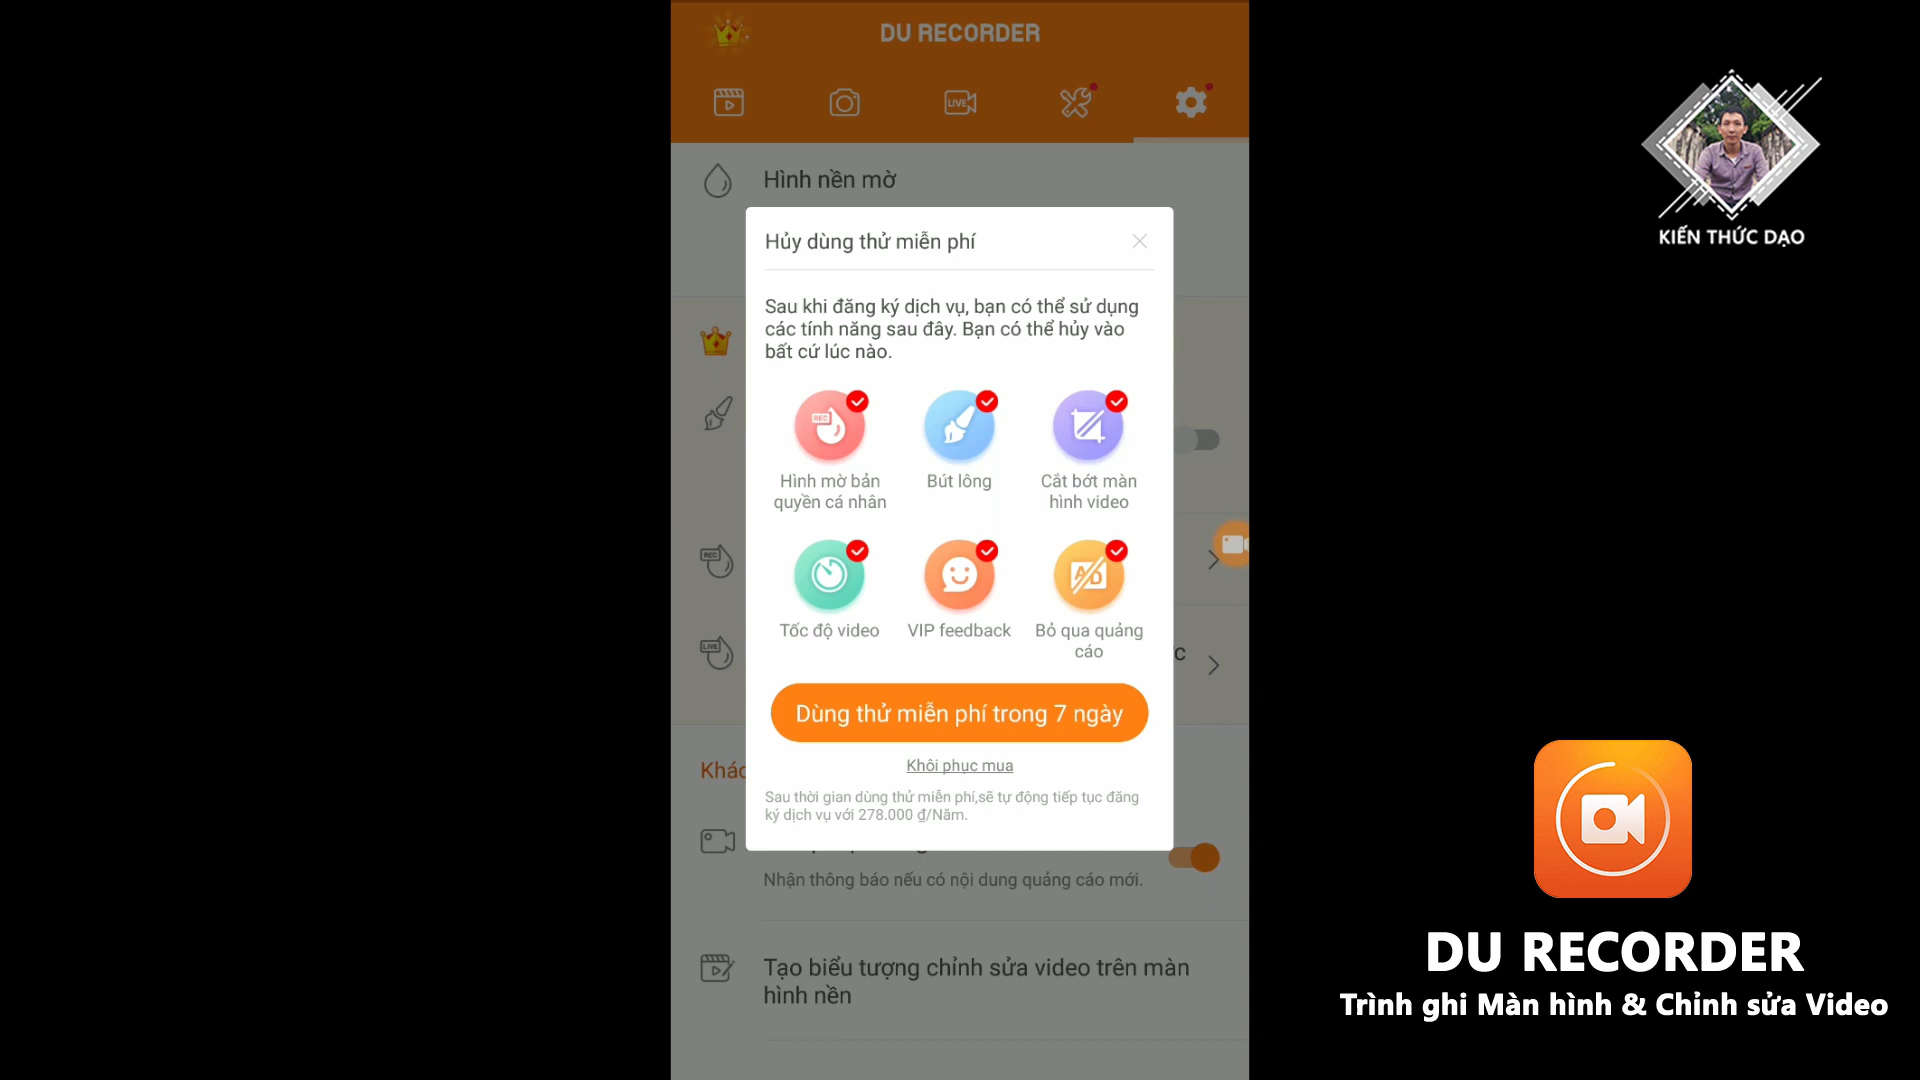 DU RECORDER
LIVE
Hình nền mờ
Hủy dùng thử miễn phí
Sau khi đăng ký dịch vụ, bạn có thể sử dụng
các tính năng sau đây. Bạn có thể hủy vào
bất cứ lúc nào.
REC
Hình mờ bản
quyền cá nhân
Bút lông
Cắt bớt màn
hình video
REC
Tốc độ video
VIP feedback
AD
Bỏ qua quảng
cáo
LIVE
Dùng thử miễn phí trong 7 ngày
Khôi phục mua
Sau thời gian dùng thử miễn phí,sẽ tự động tiếp tục đăng
ký dịch vụ với 278.000 ₫/Năm.
Nhận thông báo nếu có nội dung quảng cáo mới.
Tạo biểu tượng chỉnh sửa video trên màn
hình nền
KIẾN THỨC DẠO
DU RECORDER
Trình ghi Màn hình & Chỉnh sửa Video